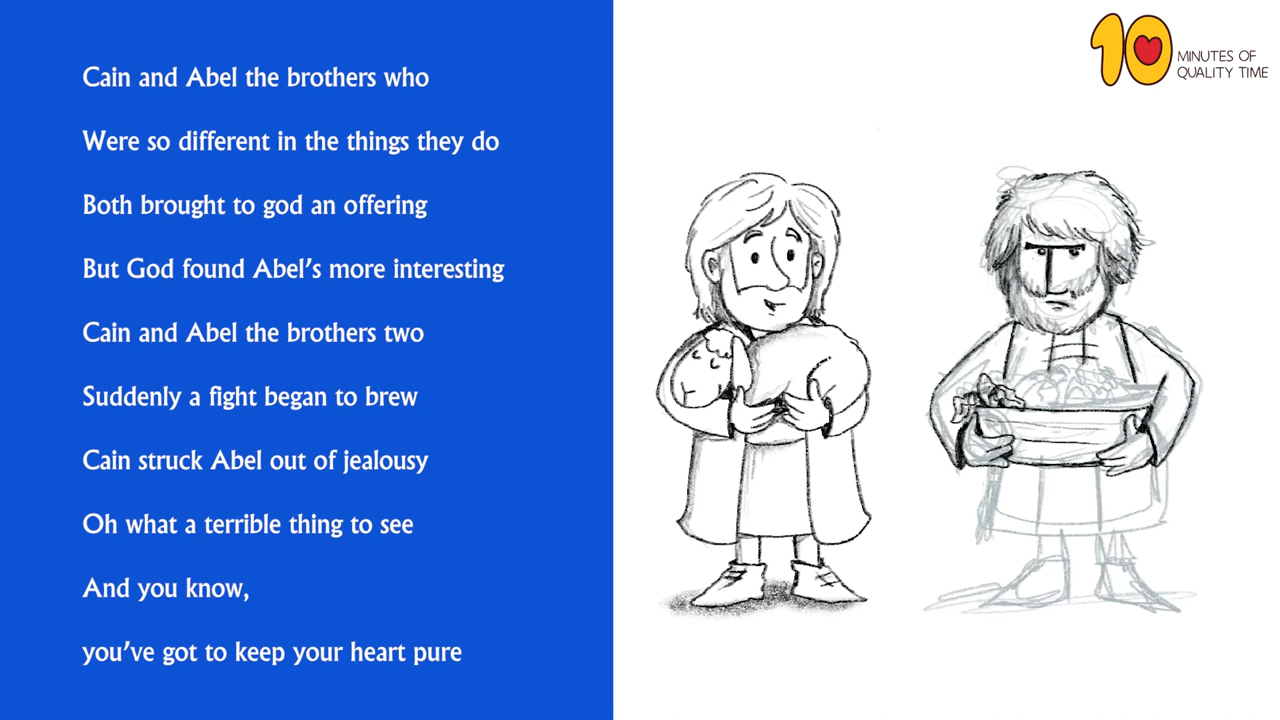 Cain and Abel the brothers who
Were so different in the things they do
Both brought to god an offering
But God found Abel's more interesting
Cain and Abel the brothers two
Suddenly a fight began to brew
Cain struck Abel out of jealousy
Oh what a terrible thing to see
And you know,
you've got to keep your heart pure
10
MINUTES OF
QUALITY TIME